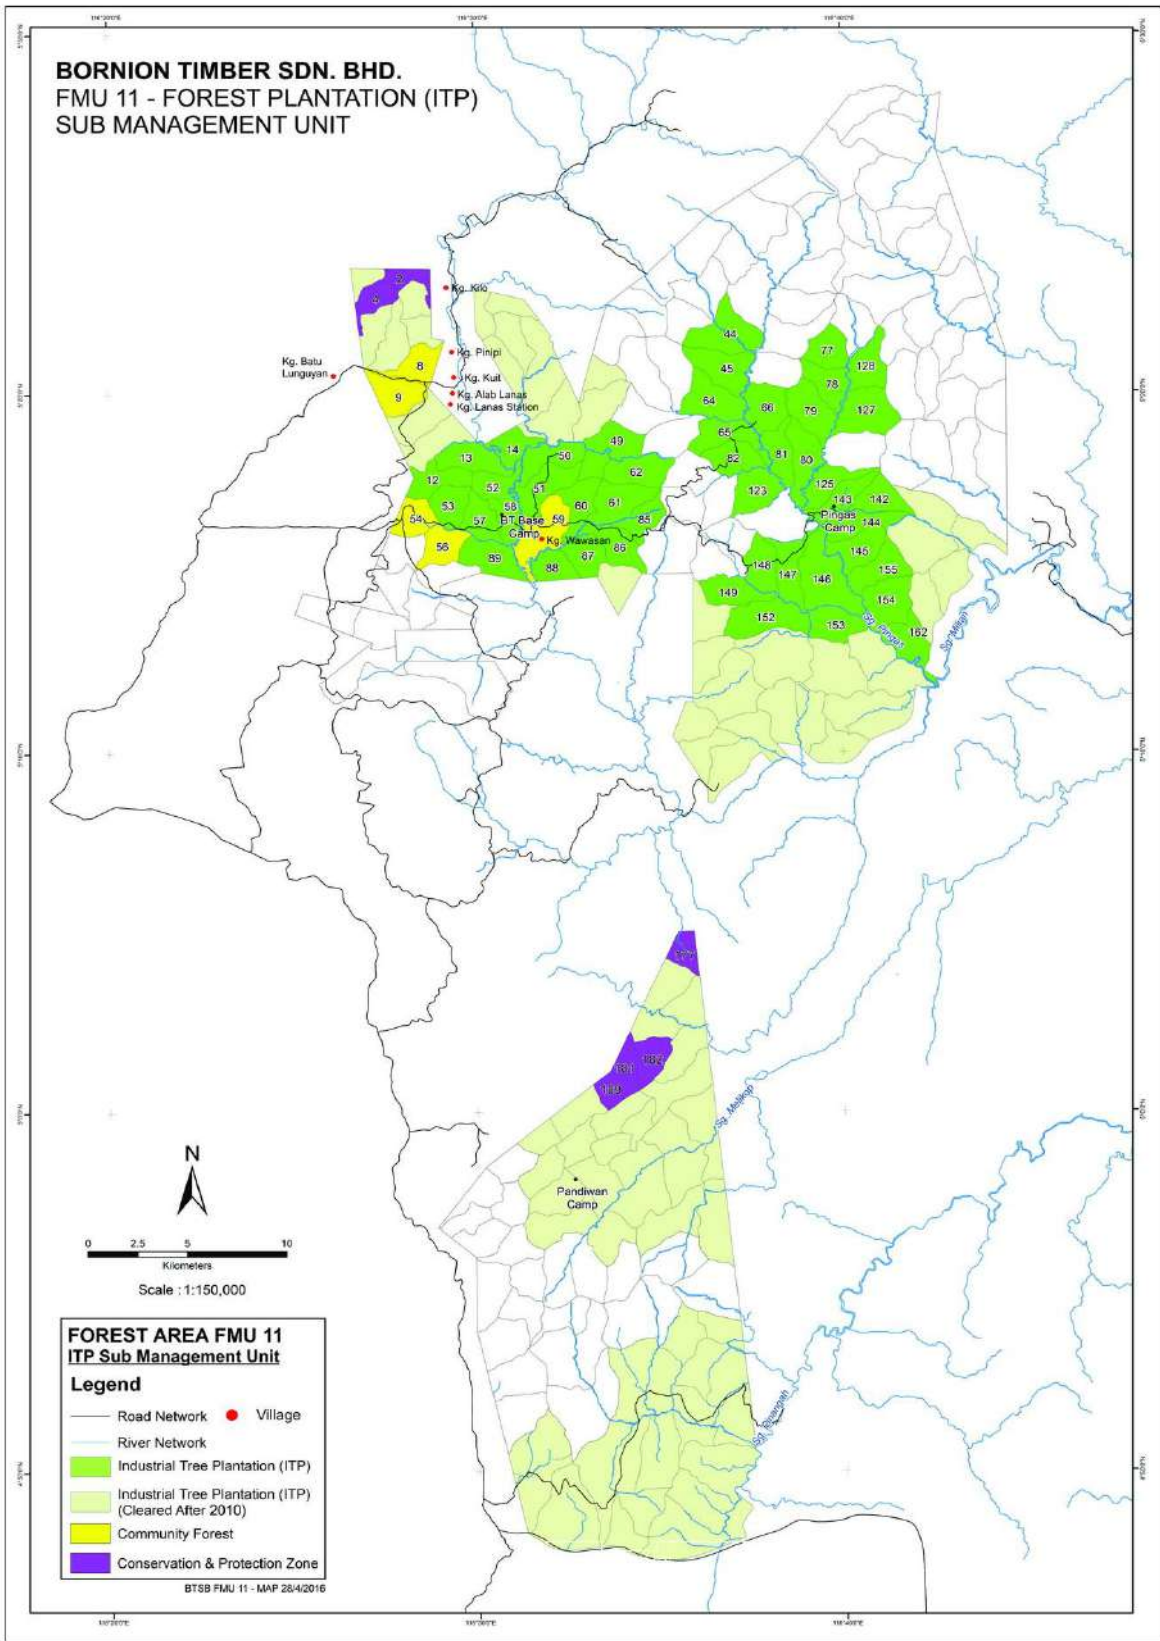 BORNION TIMBER SDN. BHD.
FMU 11 - FOREST PLANTATION (ITP)
SUB MANAGEMENT UNIT
2
Kg. Kilo
44
Kg. Pinipi
77
Kg. Batu
Lunguyan
8
45
128
Kg. Kuit
78
9
Kg. Alab Lanas
64
66
79
127
Kg. Lanas Station
65
49
14
50
13
82
81
80
62
12
52
51
123
125
143
142
53
58
60
61
Pingas
Camp
54
57
BT Base
Camp
59
85
144
56
Kg. Wawasan
86
145
89
87
88
148
147
146
155
149
154
152
153
162
Sg. Pingas
Sg. Milian
182
Sg. Melikop
Pandiwan
Camp
N
0 2.5 5 10
Kilometers
Scale : 1:150,000
FOREST AREA FMU 11
ITP Sub Management Unit
Legend
Road Network
Village
River Network
Industrial Tree Plantation (ITP)
Industrial Tree Plantation (ITP)
(Cleared After 2010)
Community Forest
Conservation & Protection Zone
BTSB FMU 11 - MAP 28/4/2016